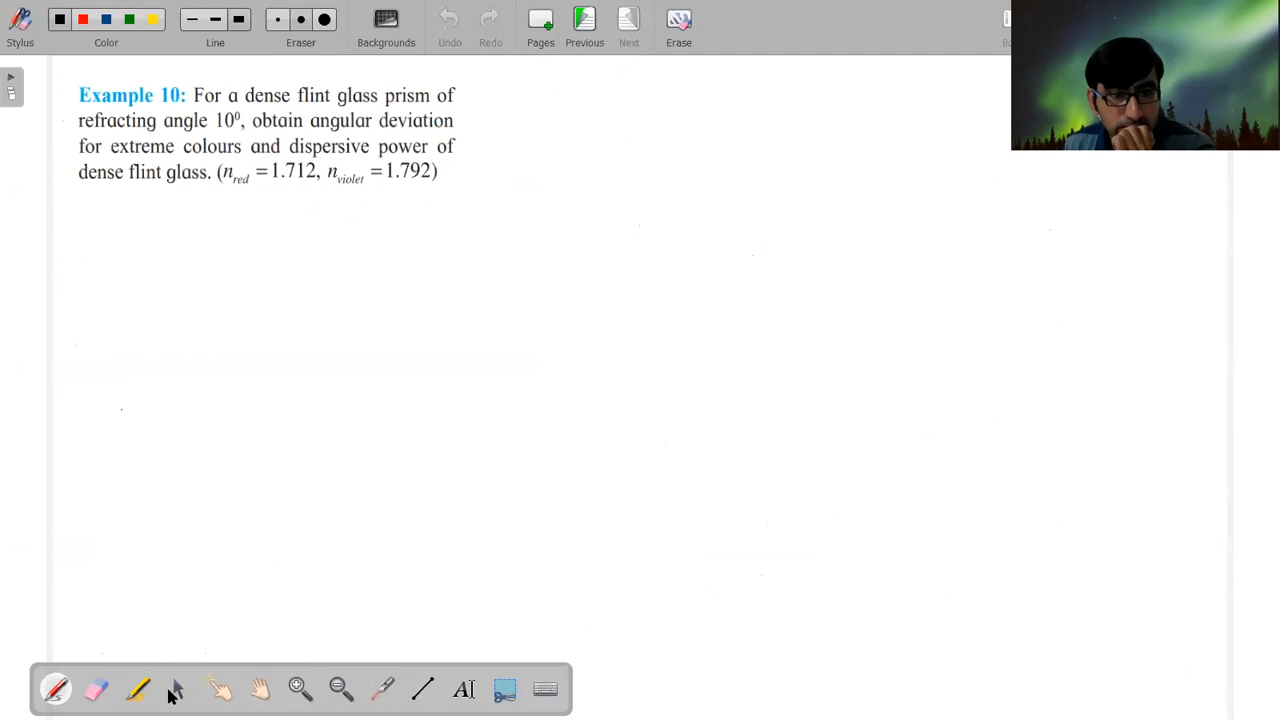 Stylus
Color
Line
Eraser
Backgrounds
Undo
Redo
Pages
Previous
Next
Erase
Example 10: For a dense flint glass prism of
refracting angle 10⁰, obtain angular deviation
for extreme colours and dispersive power of
dense flint glass. (n_red = 1.712, n_violet = 1.792)
AI